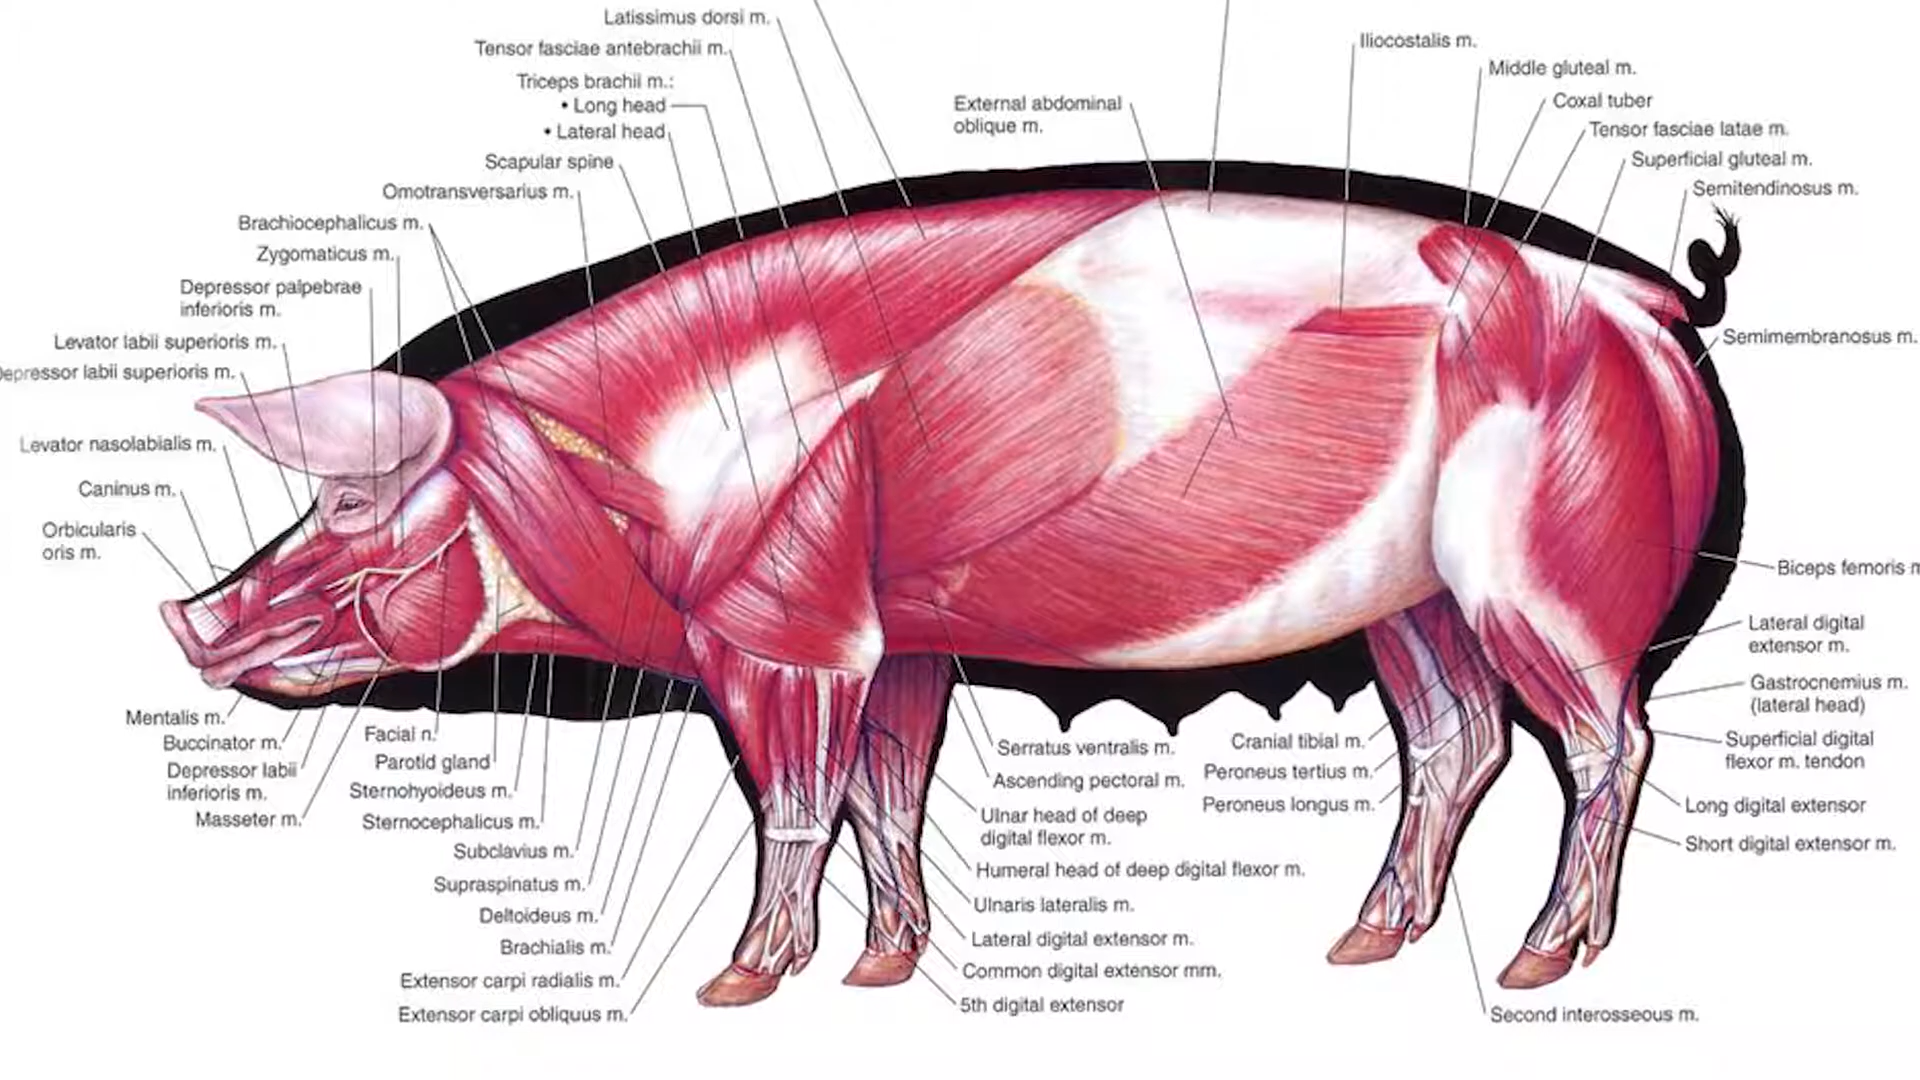 Latissimus dorsi m.
Tensor fasciae antebrachii m.
Triceps brachii m.:
• Long head
• Lateral head
Scapular spine
Omotransversarius m.
Brachiocephalicus m.
Zygomaticus m.
Depressor palpebrae
inferioris m.
Levator labii superioris m.
Depressor labii superioris m.
Levator nasolabialis m.
Caninus m.
Orbicularis
oris m.
External abdominal
oblique m.
Iliocostalis m.
Middle gluteal m.
Coxal tuber
Tensor fasciae latae m.
Superficial gluteal m.
Semitendinosus m.
Semimembranosus m.
Biceps femoris m
Lateral digital
extensor m.
Gastrocnemius m.
(lateral head)
Superficial digital
flexor m. tendon
Long digital extensor
Short digital extensor m.
Mentalis m.
Buccinator m.
Depressor labii
inferioris m.
Masseter m.
Facial n.
Parotid gland
Sternohyoideus m.
Sternocephalicus m.
Subclavius m.
Supraspinatus m.
Deltoideus m.
Brachialis m.
Extensor carpi radialis m.
Extensor carpi obliquus m.
Serratus ventralis m.
Ascending pectoral m.
Ulnar head of deep
digital flexor m.
Humeral head of deep digital flexor m.
Ulnaris lateralis m.
Lateral digital extensor m.
Common digital extensor mm.
5th digital extensor
Cranial tibial m.
Peroneus tertius m.
Peroneus longus m.
Second interosseous m.